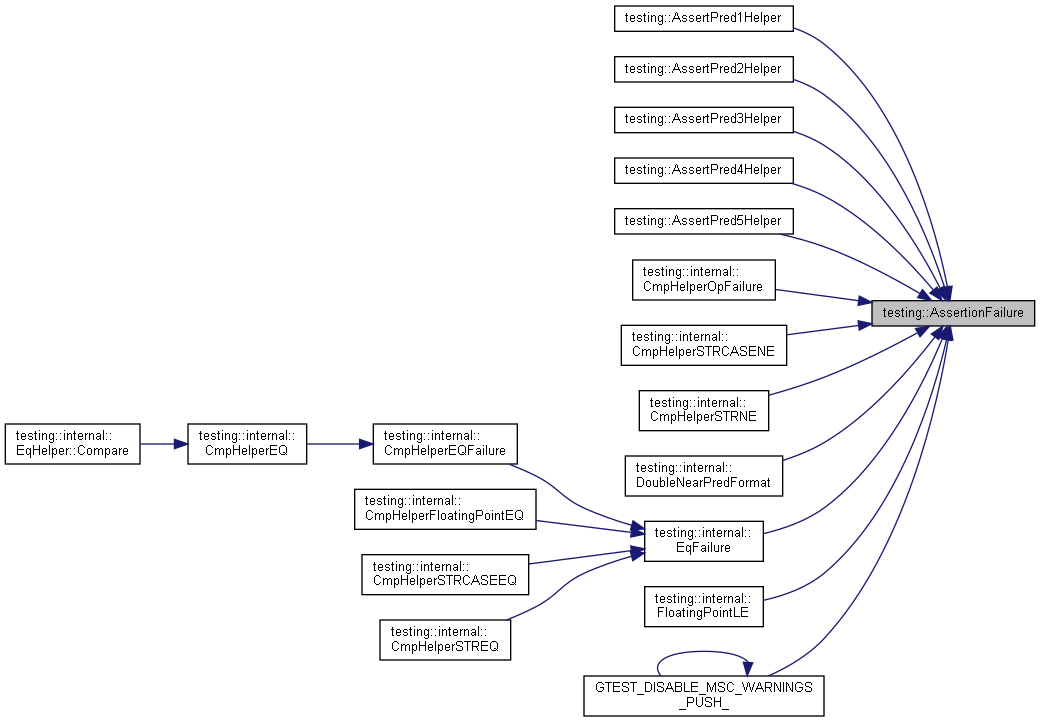 testing::AssertPred1Helper
testing::AssertPred2Helper
testing::AssertPred3Helper
testing::AssertPred4Helper
testing::AssertPred5Helper
testing::internal::
CmpHelperOpFailure
testing::AssertionFailure
testing::internal::
CmpHelperSTRCASENE
testing::internal::
CmpHelperSTRNE
testing::internal::
EqHelper::Compare
testing::internal::
CmpHelperEQ
testing::internal::
CmpHelperEQFailure
testing::internal::
DoubleNearPredFormat
testing::internal::
CmpHelperFloatingPointEQ
testing::internal::
EqFailure
testing::internal::
CmpHelperSTRCASEEQ
testing::internal::
FloatingPointLE
testing::internal::
CmpHelperSTREQ
GTEST_DISABLE_MSC_WARNINGS
_PUSH_